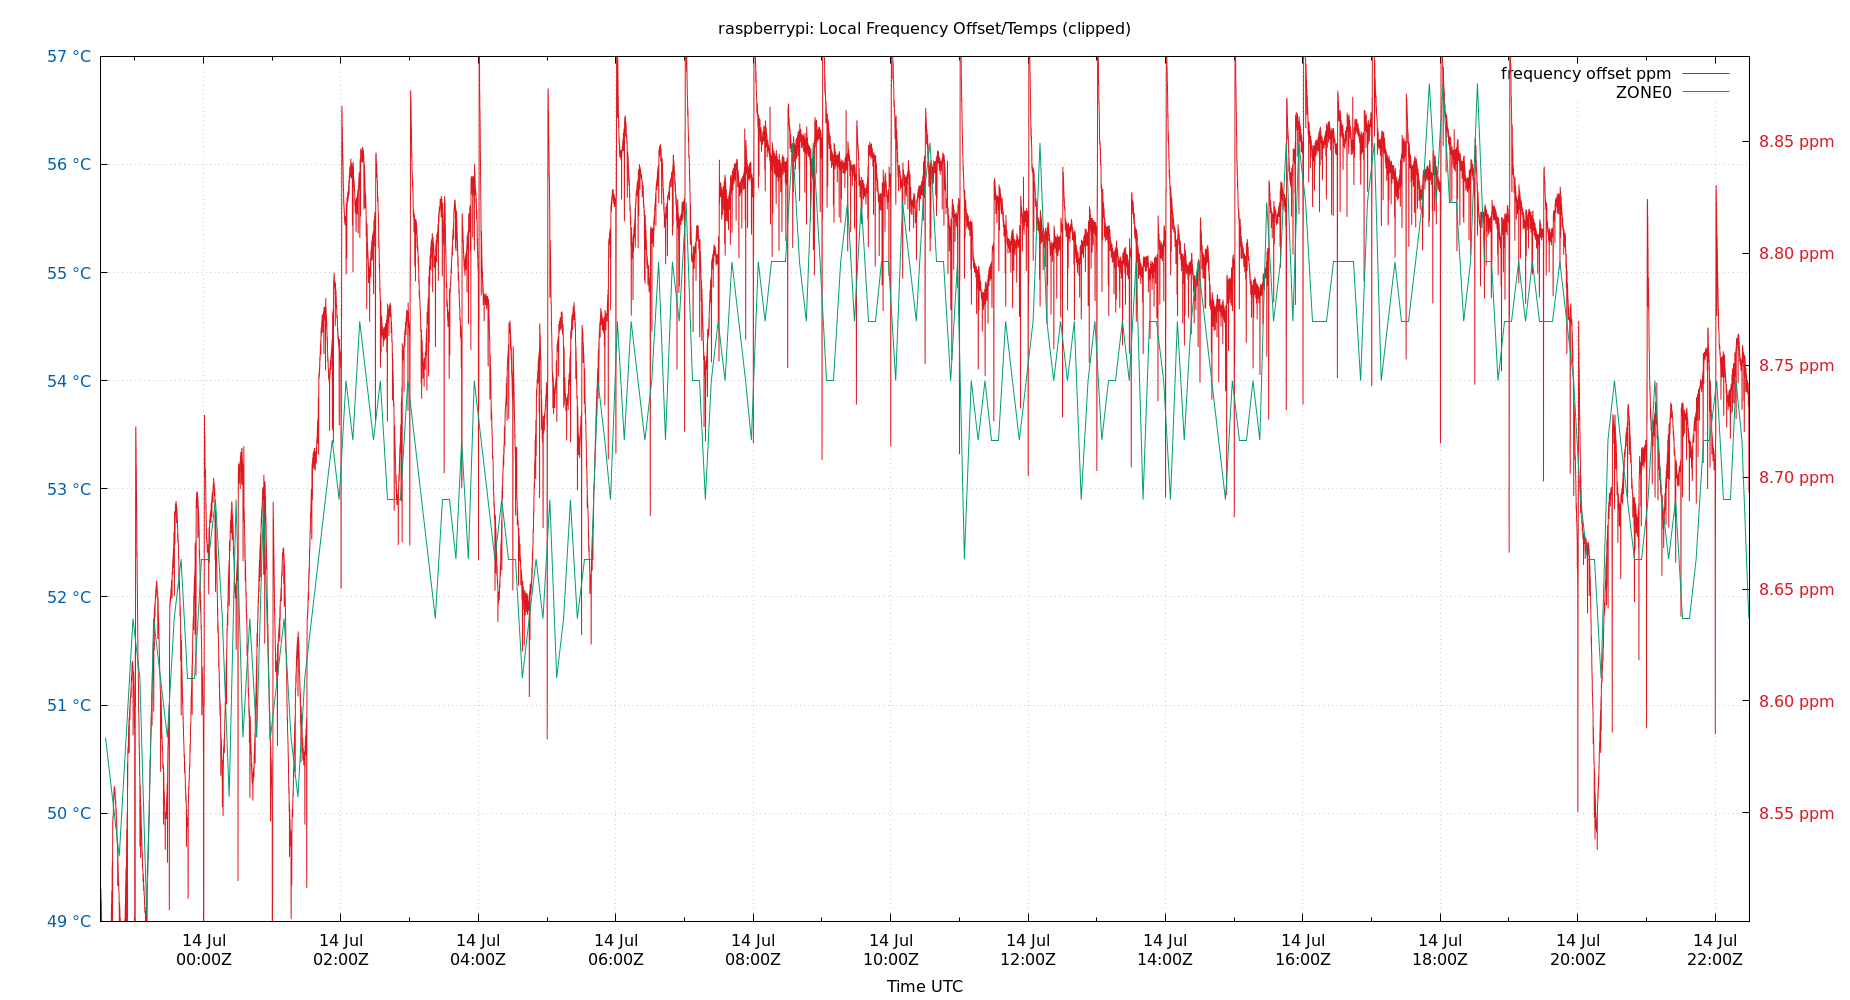 raspberrypi: Local Frequency Offset/Temps (clipped)
frequency offset ppm
ZONE0
57 °C
56 °C
55 °C
54 °C
53 °C
52 °C
51 °C
50 °C
49 °C
8.85 ppm
8.80 ppm
8.75 ppm
8.70 ppm
8.65 ppm
8.60 ppm
8.55 ppm
14 Jul 14 Jul 14 Jul 14 Jul 14 Jul 14 Jul 14 Jul 14 Jul 14 Jul 14 Jul 14 Jul 14 Jul
00:00Z 02:00Z 04:00Z 06:00Z 08:00Z 10:00Z 12:00Z 14:00Z 16:00Z 18:00Z 20:00Z 22:00Z
Time UTC